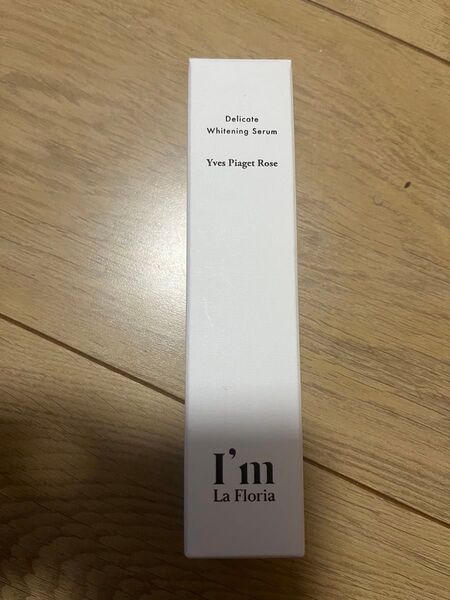 Delicate
Whitening Serum
Yves Piaget Rose
I'm
La Floria